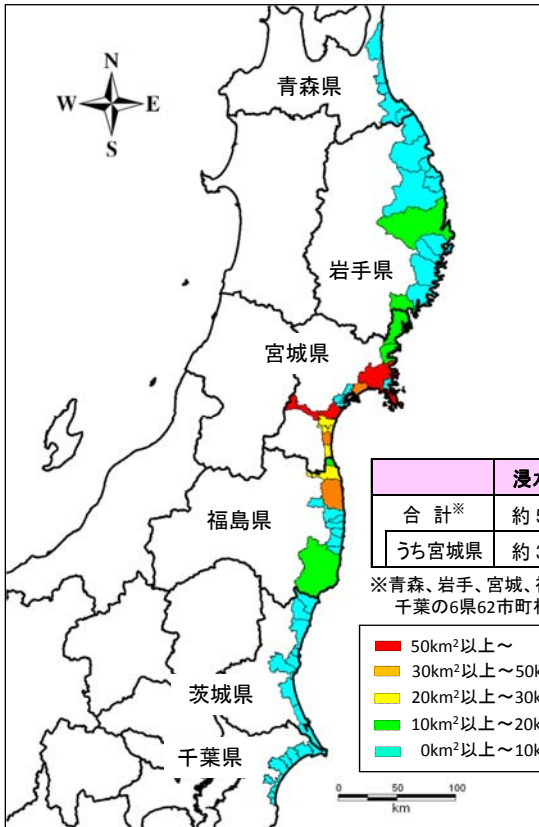 N
W E
S
青森県
岩手県
宮城県
福島県
茨城県
千葉県
浸
合 計※ 約
うち宮城県 約
※青森、岩手、宮城、
千葉の6県62市町
50km²以上～
30km²以上～50k
20km²以上～30k
10km²以上～20k
0km²以上～10k
0 50 100
km